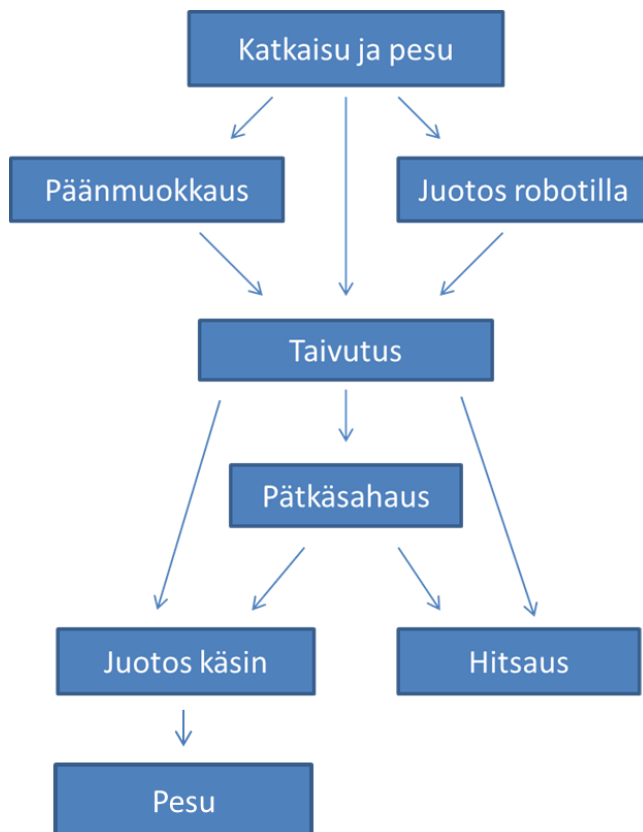 Katkaisu ja pesu
Päänmuokkaus
Juotos robotilla
Taivutus
Pätkäsahaus
Juotos käsin
Hitsaus
Pesu